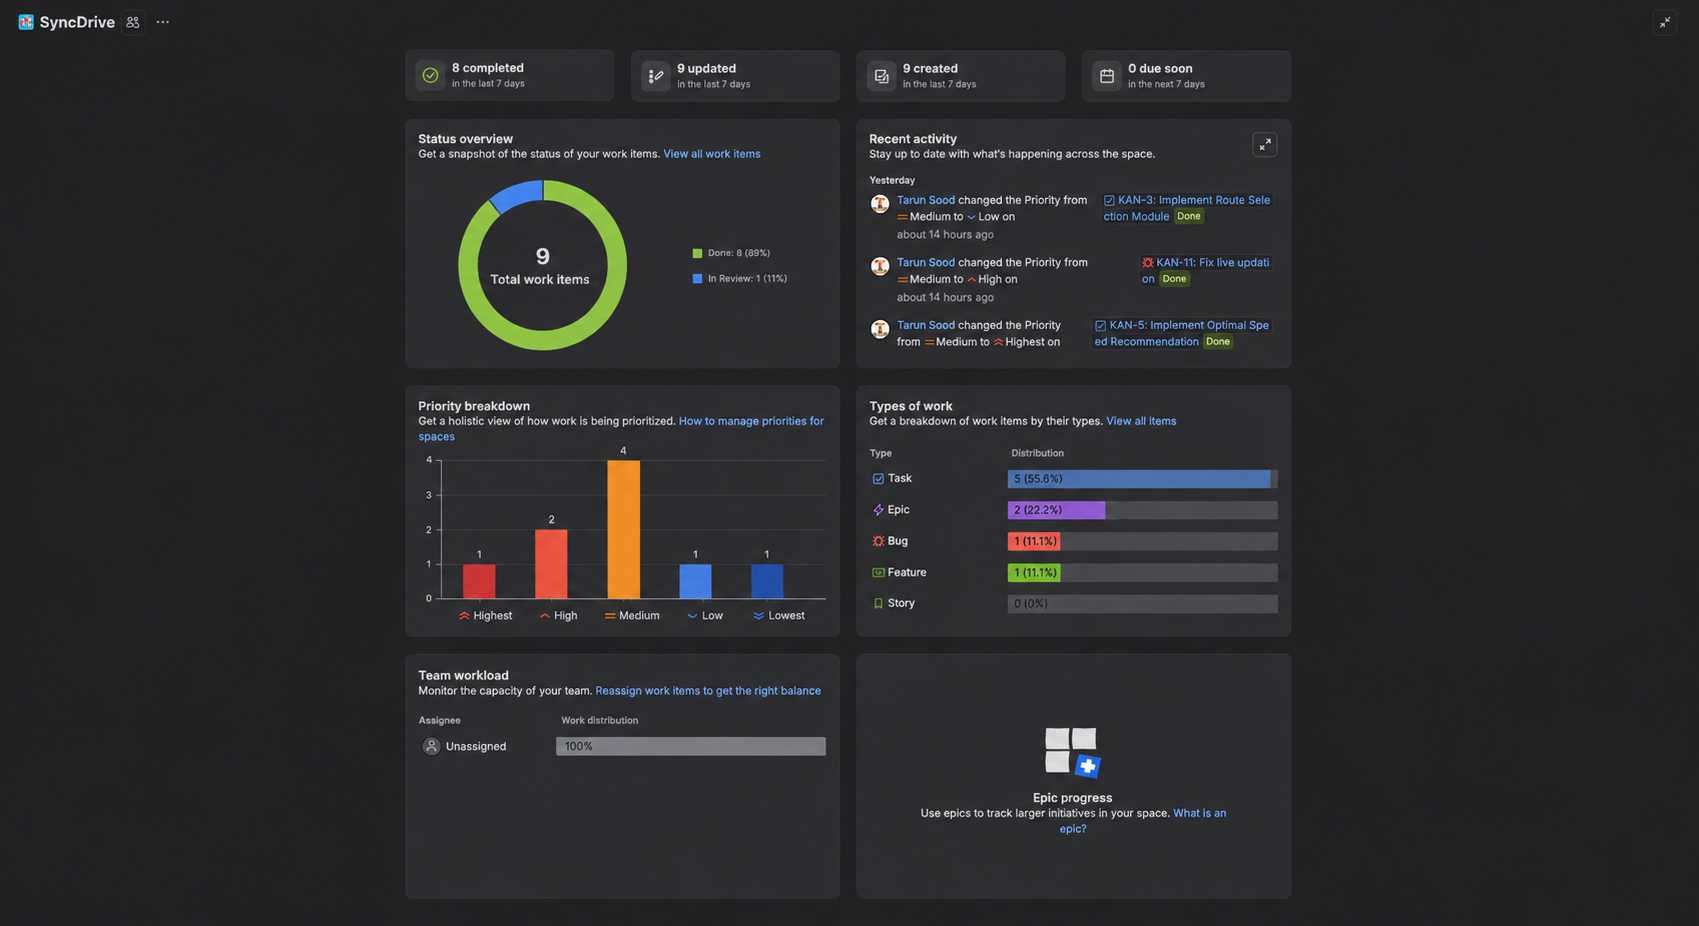 SyncDrive
8 completed
in the last 7 days
9 updated
in the last 7 days
9 created
in the last 7 days
0 due soon
in the next 7 days
Status overview
Get a snapshot of the status of your work items. View all work items
9
Total work items
Done: 8 (89%)
In Review: 1 (11%)
Recent activity
Stay up to date with what's happening across the space.
Yesterday
Tarun Sood changed the Priority from
Medium to Low on
about 14 hours ago
KAN-3: Implement Route Sele
ction Module Done
Tarun Sood changed the Priority from
Medium to High on
about 14 hours ago
KAN-11: Fix live updati
on Done
Tarun Sood changed the Priority
from Medium to Highest on
KAN-5: Implement Optimal Spe
ed Recommendation Done
Priority breakdown
Get a holistic view of how work is being prioritized. How to manage priorities for
spaces
4
3
2
1
0
1
2
4
1
1
Highest
High
Medium
Low
Lowest
Types of work
Get a breakdown of work items by their types. View all items
Type Distribution
Task 5 (55.6%)
Epic 2 (22.2%)
Bug 1 (11.1%)
Feature 1 (11.1%)
Story 0 (0%)
Team workload
Monitor the capacity of your team. Reassign work items to get the right balance
Assignee Work distribution
Unassigned 100%
Epic progress
Use epics to track larger initiatives in your space. What is an
epic?